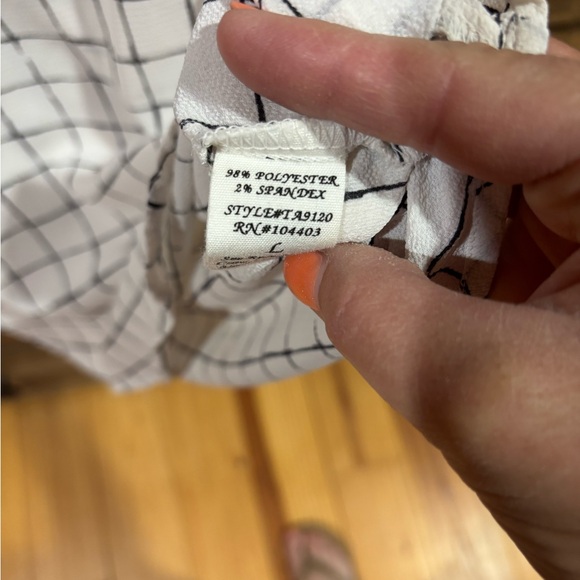 98% POLYESTER
2% SPANDEX
STYLE#TA9120
RN#104403
L